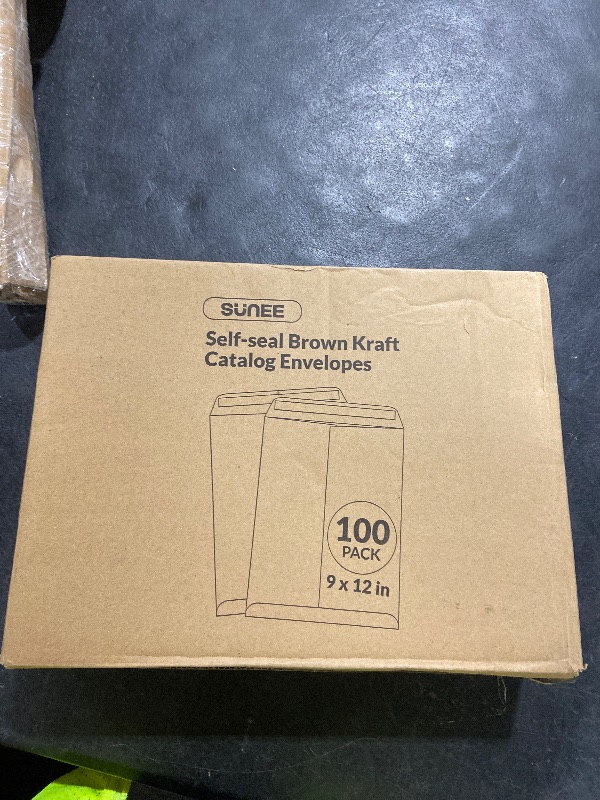 SUNEE
Self-seal Brown Kraft
Catalog Envelopes
100
PACK
9 x 12 in